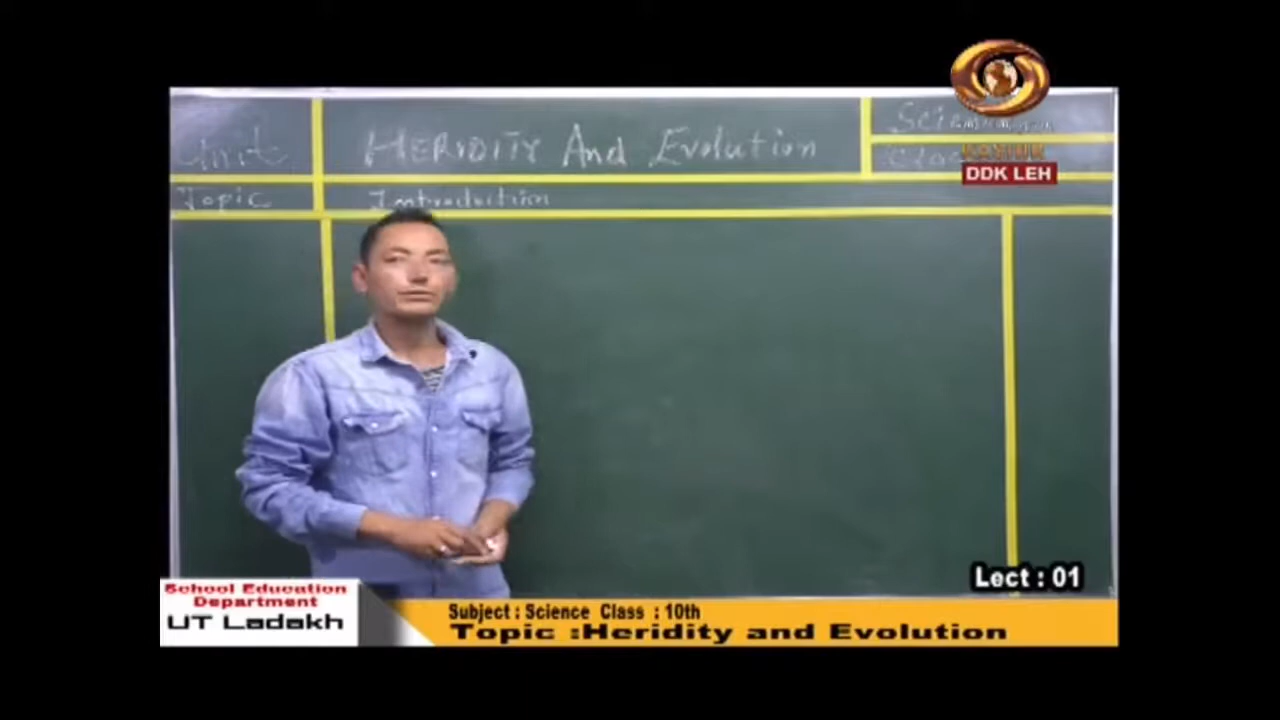 Unit
HERIDITY And Evolution
Topic
Introduction
DDK LEH
Lect : 01
School Education
Department
UT Ladakh
Subject : Science Class : 10th
Topic :Heridity and Evolution